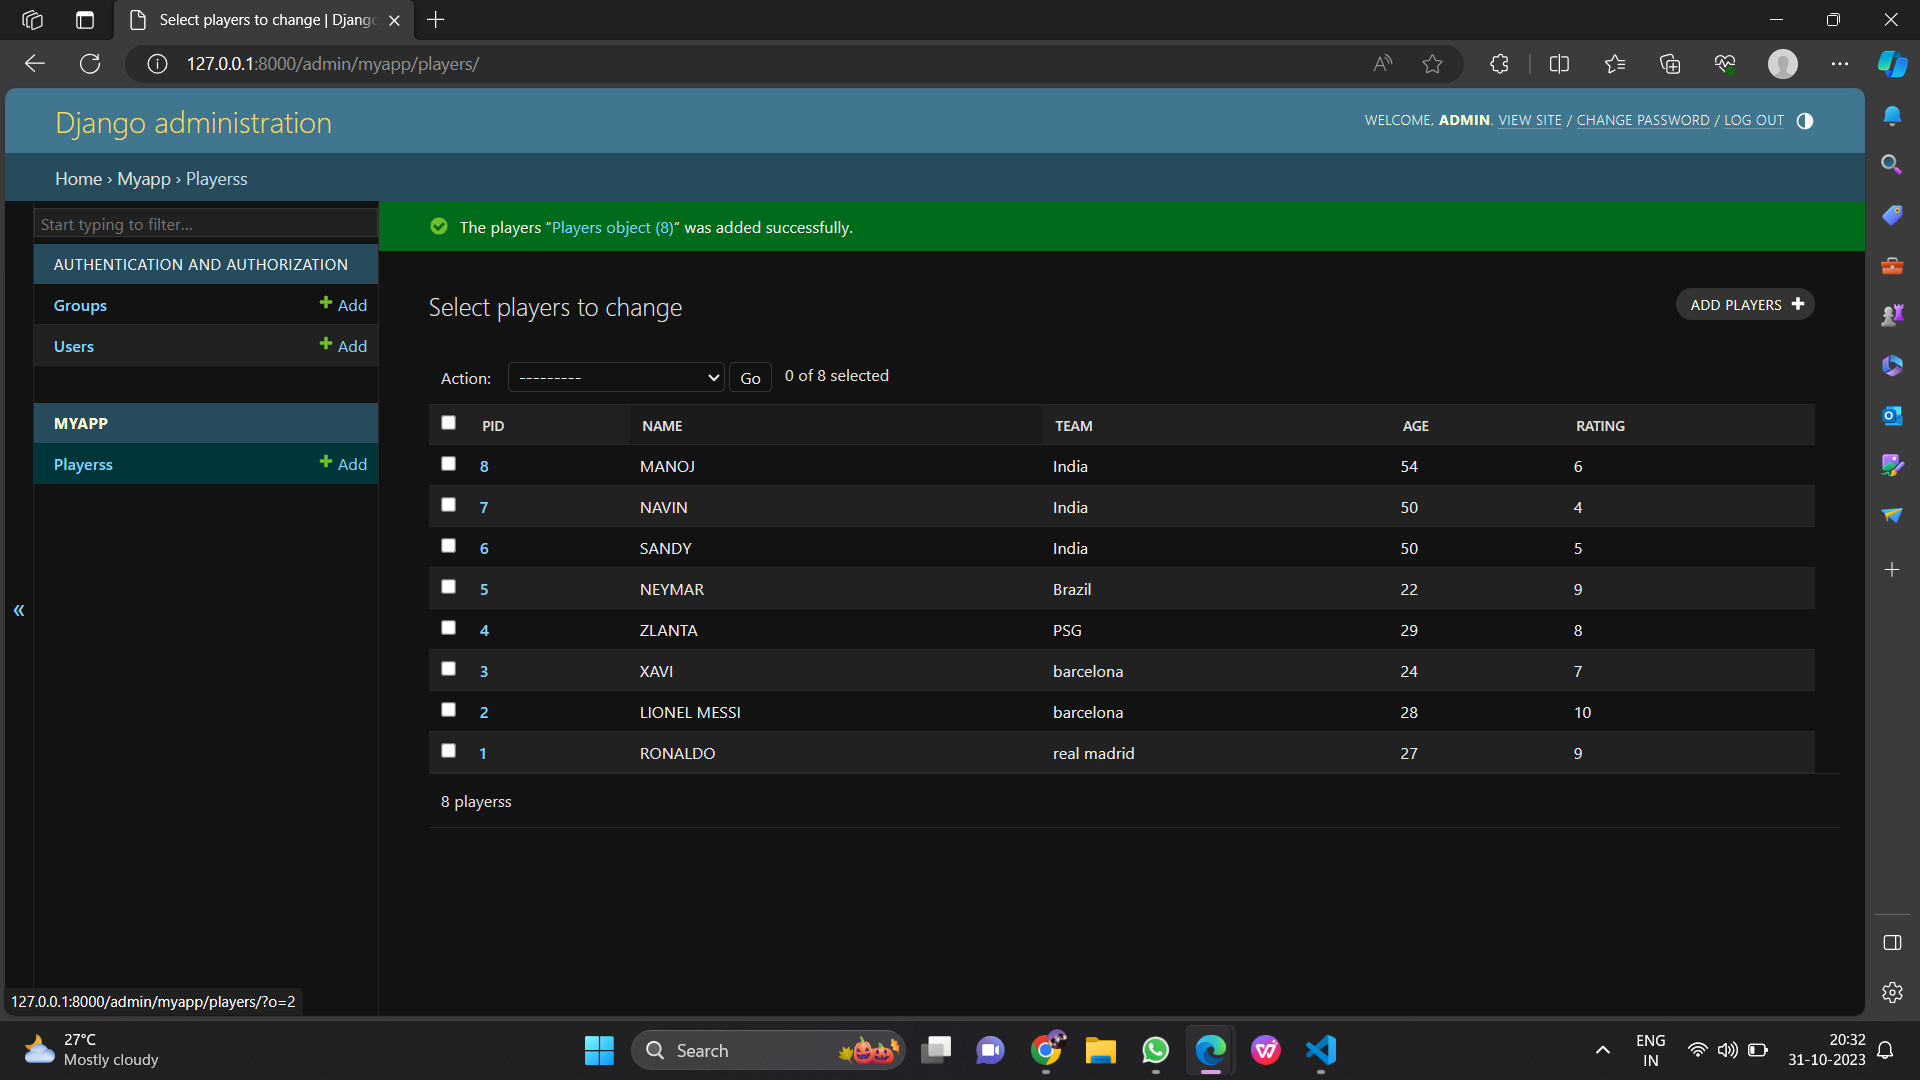 Select players to change | Djang
127.0.0.1:8000/admin/myapp/players/
Django administration
WELCOME, ADMIN. VIEW SITE / CHANGE PASSWORD / LOG OUT
Home › Myapp › Playerss
Start typing to filter...
The players “Players object (8)” was added successfully.
AUTHENTICATION AND AUTHORIZATION
Groups Add
Users Add
MYAPP
Playerss Add
Select players to change
ADD PLAYERS
Action: --------- Go 0 of 8 selected
PID NAME TEAM AGE RATING
8 MANOJ India 54 6
7 NAVIN India 50 4
6 SANDY India 50 5
5 NEYMAR Brazil 22 9
4 ZLANTA PSG 29 8
3 XAVI barcelona 24 7
2 LIONEL MESSI barcelona 28 10
1 RONALDO real madrid 27 9
8 playerss
127.0.0.1:8000/admin/myapp/players/?o=2
27°C
Mostly cloudy
Search
ENG
IN
20:32
31-10-2023